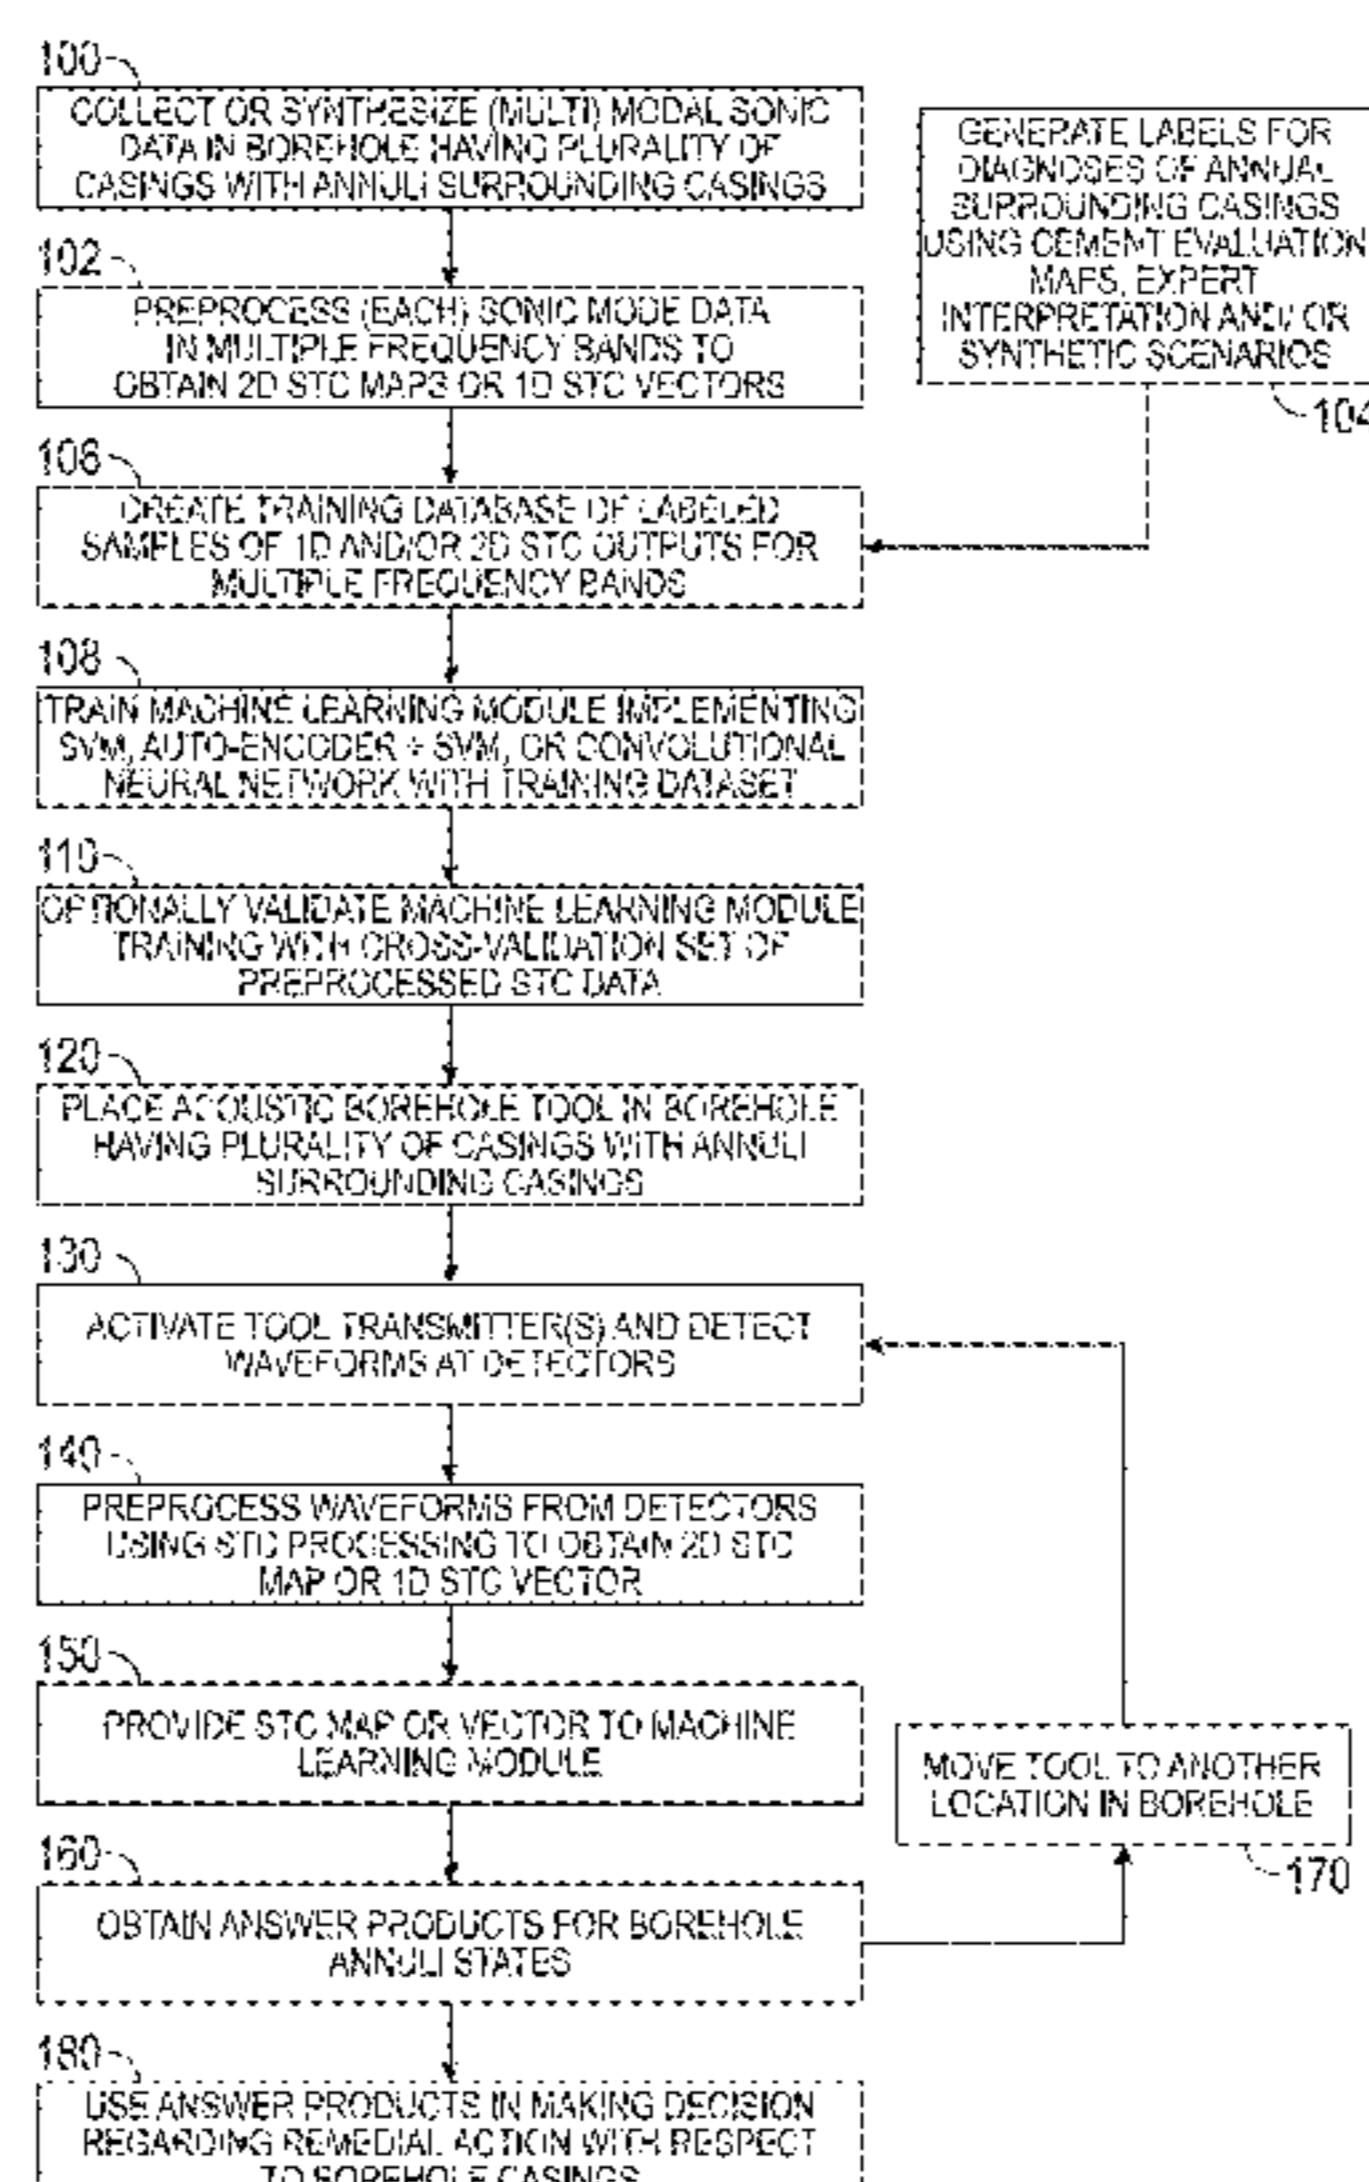 100
COLLECT OR SYNTHESIZE (MULTI) MODAL SONIC
DATA IN BOREHOLE HAVING PLURALITY OF
CASINGS WITH ANNULI SURROUNDING CASINGS
102
PREPROCESS (EACH) SONIC MODE DATA
IN MULTIPLE FREQUENCY BANDS TO
OBTAIN 2D STC MAPS OR 1D STC VECTORS
GENERATE LABELS FOR
DIAGNOSES OF ANNUAL
SURROUNDING CASINGS
USING CEMENT EVALUATION
MAPS, EXPERT
INTERPRETATION AND/ OR
SYNTHETIC SCENARIOS
104
106
CREATE TRAINING DATABASE OF LABELED
SAMPLES OF 1D AND/OR 2D STC OUTPUTS FOR
MULTIPLE FREQUENCY BANDS
108
TRAIN MACHINE LEARNING MODULE IMPLEMENTING
SVM, AUTO-ENCODER + SVM, OR CONVOLUTIONAL
NEURAL NETWORK WITH TRAINING DATASET
110
OPTIONALLY VALIDATE MACHINE LEARNING MODULE
TRAINING WITH CROSS-VALIDATION SET OF
PREPROCESSED STC DATA
120
PLACE ACOUSTIC BOREHOLE TOOL IN BOREHOLE
HAVING PLURALITY OF CASINGS WITH ANNULI
SURROUNDING CASINGS
130
ACTIVATE TOOL TRANSMITTER(S) AND DETECT
WAVEFORMS AT DETECTORS
140
PREPROCESS WAVEFORMS FROM DETECTORS
USING STC PROCESSING TO OBTAIN 2D STC
MAP OR 1D STC VECTOR
150
PROVIDE STC MAP OR VECTOR TO MACHINE
LEARNING MODULE
MOVE TOOL TO ANOTHER
LOCATION IN BOREHOLE
170
160
OBTAIN ANSWER PRODUCTS FOR BOREHOLE
ANNULI STATES
180
USE ANSWER PRODUCTS IN MAKING DECISION
REGARDING REMEDIAL ACTION WITH RESPECT
TO BOREHOLE CASINGS